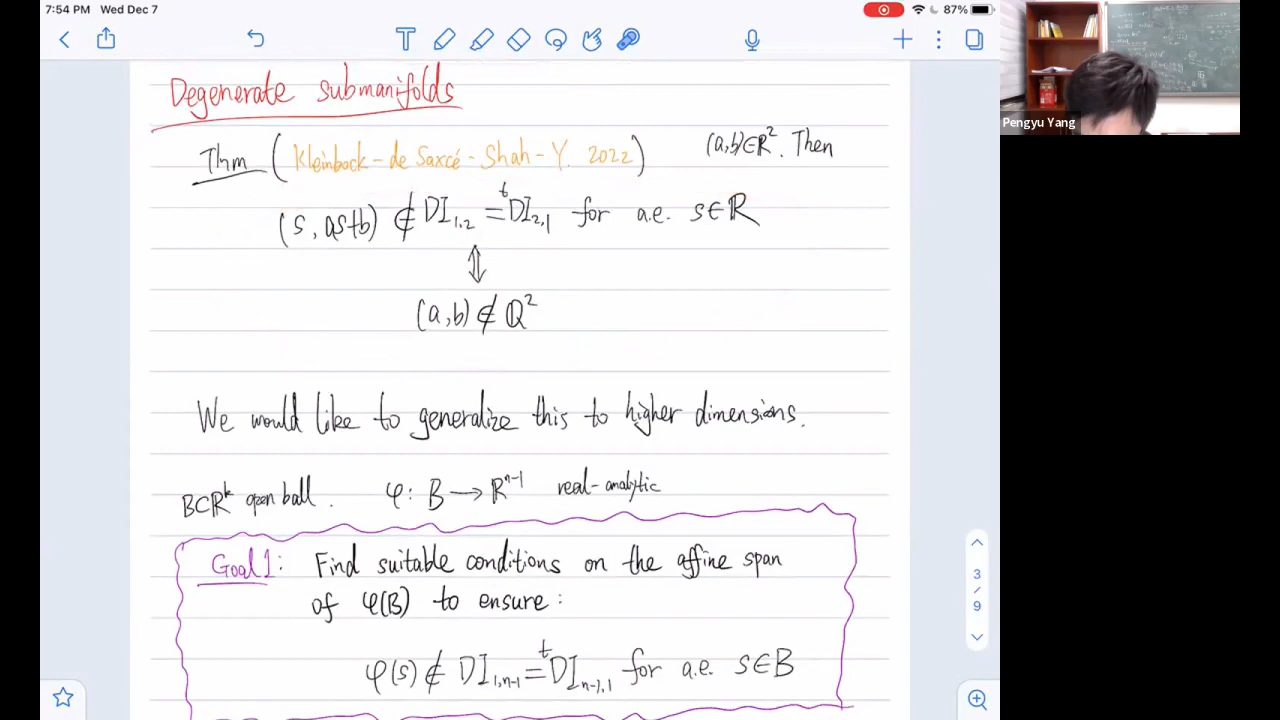 7:54 PM Wed Dec 7
87%
Pengyu Yang
Degenerate submanifolds
Thm (Kleinbock - de Saxcé - Shah - Y. 2022) (a,b)∈ℝ². Then
(s, as+b) ∉ DI₁,₂ = ᵗDI₂,₁ for a.e. s∈ℝ
⇕
(a,b) ∉ ℚ²
We would like to generalize this to higher dimensions.
B⊂ℝᵏ open ball. φ: B → ℝⁿ⁻¹ real-analytic
Goal 1: Find suitable conditions on the affine span
of φ(B) to ensure:
φ(s) ∉ DI₁,ₙ₋₁ = ᵗDIₙ₋₁,₁ for a.e. s∈B
3
/
9